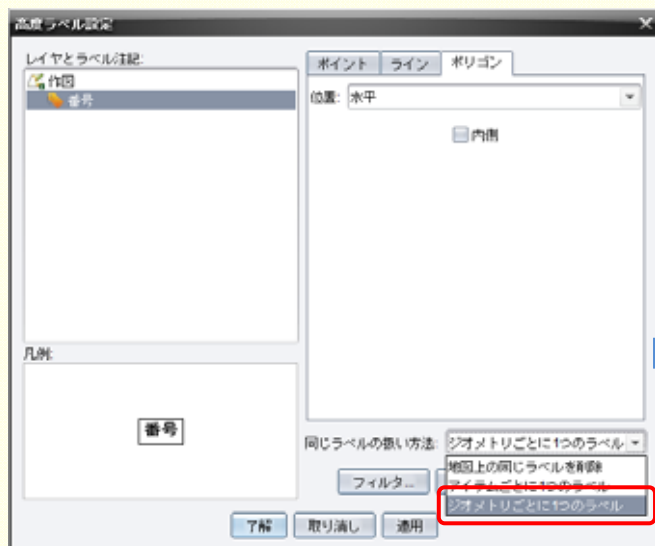 高度ラベル設定
レイヤとラベル注記:
作図
番号
ポイント ライン ポリゴン
位置: 水平
内側
凡例:
番号
同じラベルの扱い方法: ジオメトリごとに1つのラベル
地図上の同じラベルを削除
アイテムごとに1つのラベル
ジオメトリごとに1つのラベル
フィルタ...
了解 取り消し 適用